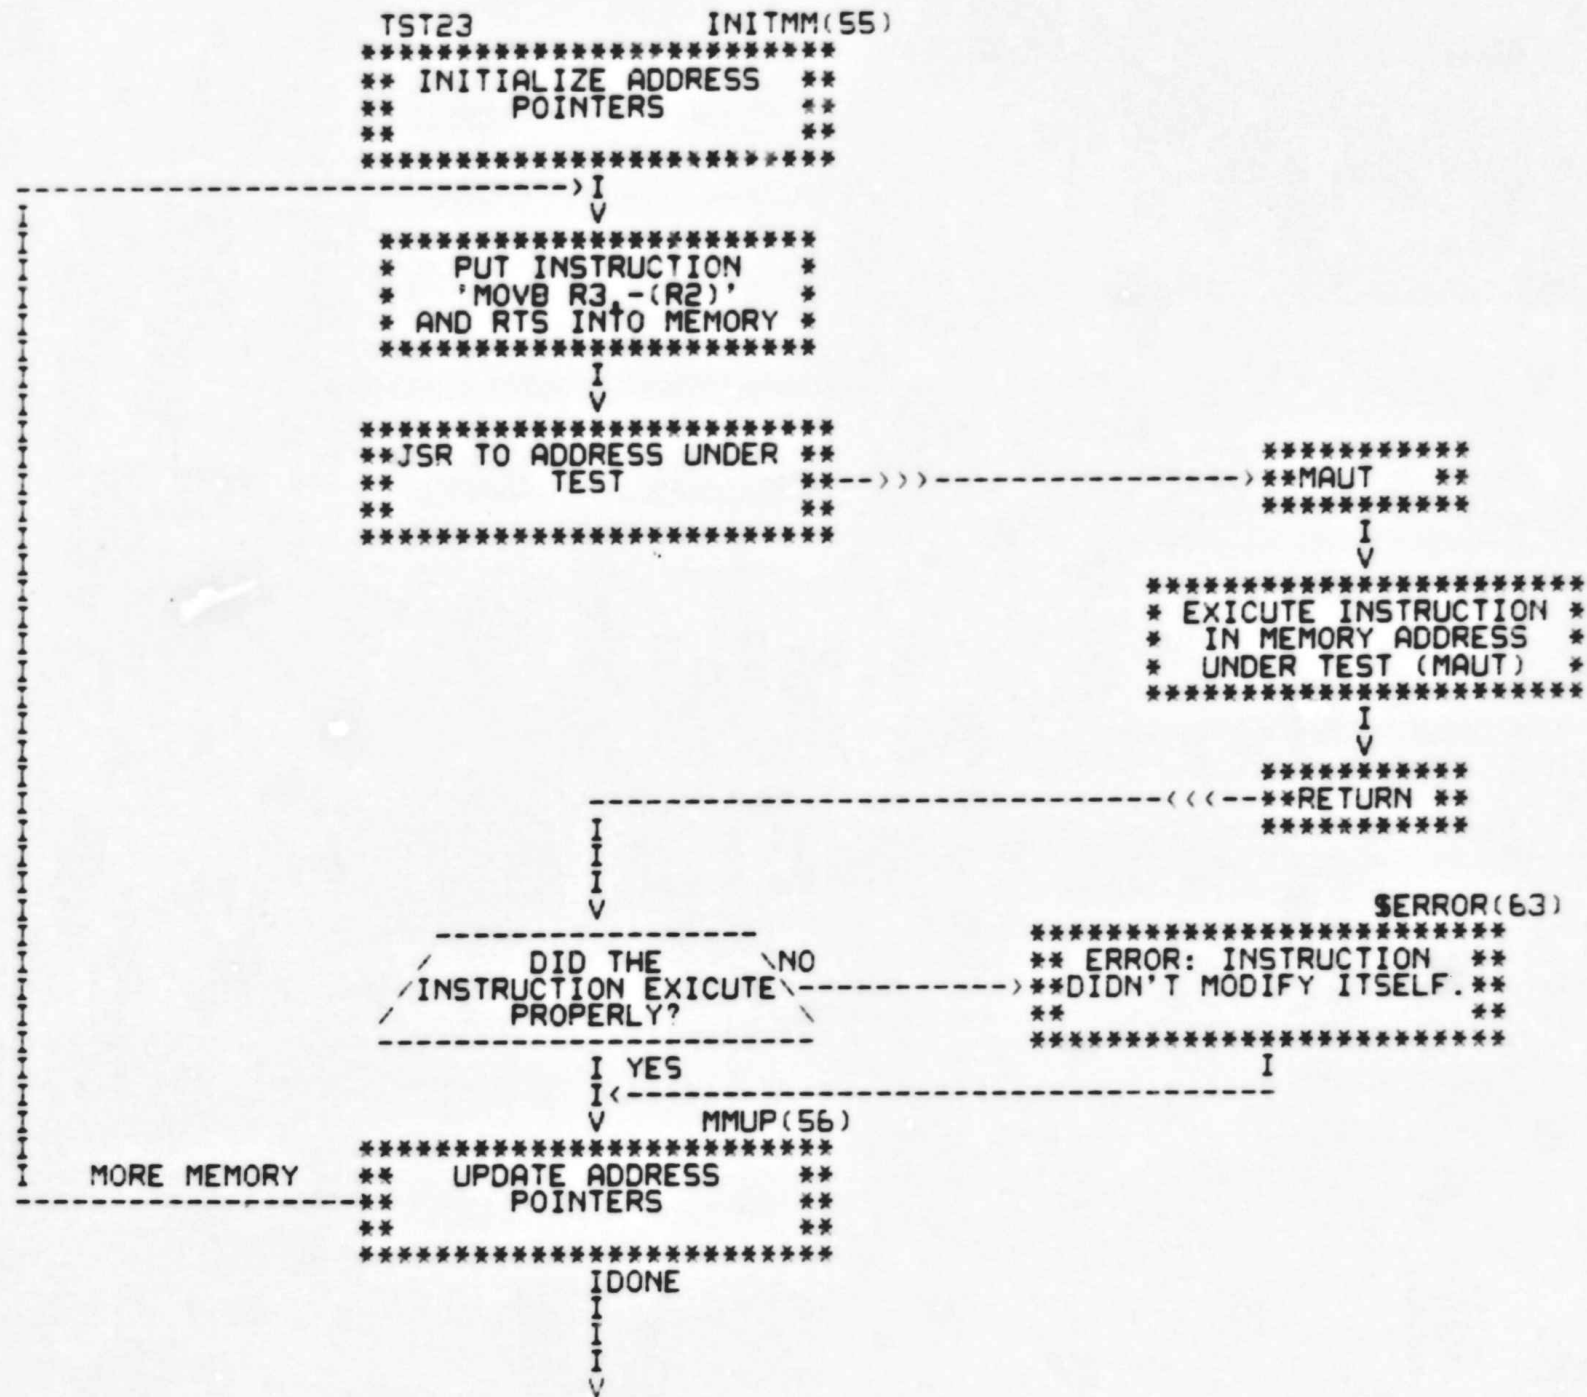 TST23 INITMM(55)
INITIALIZE ADDRESS
POINTERS
PUT INSTRUCTION
'MOVB R3,-(R2)'
AND RTS INTO MEMORY
JSR TO ADDRESS UNDER
TEST
MAUT
EXICUTE INSTRUCTION
IN MEMORY ADDRESS
UNDER TEST (MAUT)
RETURN
DID THE
INSTRUCTION EXICUTE
PROPERLY?
NO
$ERROR(63)
ERROR: INSTRUCTION
DIDN'T MODIFY ITSELF.
YES
MMUP(56)
MORE MEMORY
UPDATE ADDRESS
POINTERS
DONE